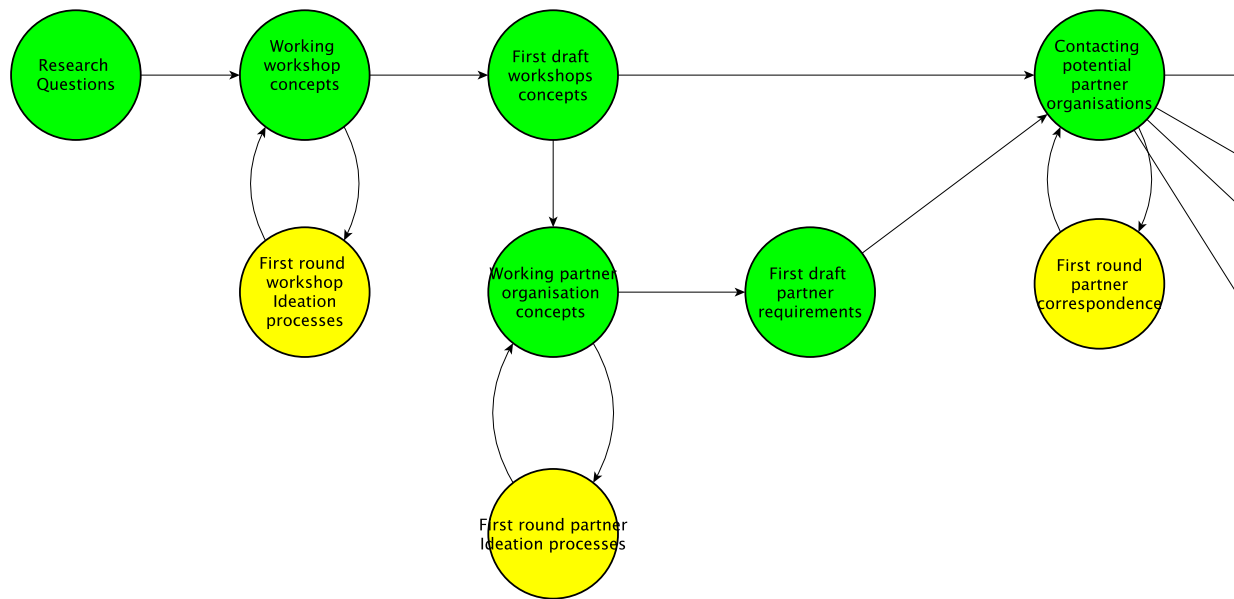 Research
Questions
Working
workshop
concepts
First draft
workshops
concepts
Contacting
potential
partner
organisations
First round
workshop
Ideation
processes
Working partner
organisation
concepts
First draft
partner
requirements
First round
partner
correspondence
First round partner
Ideation processes